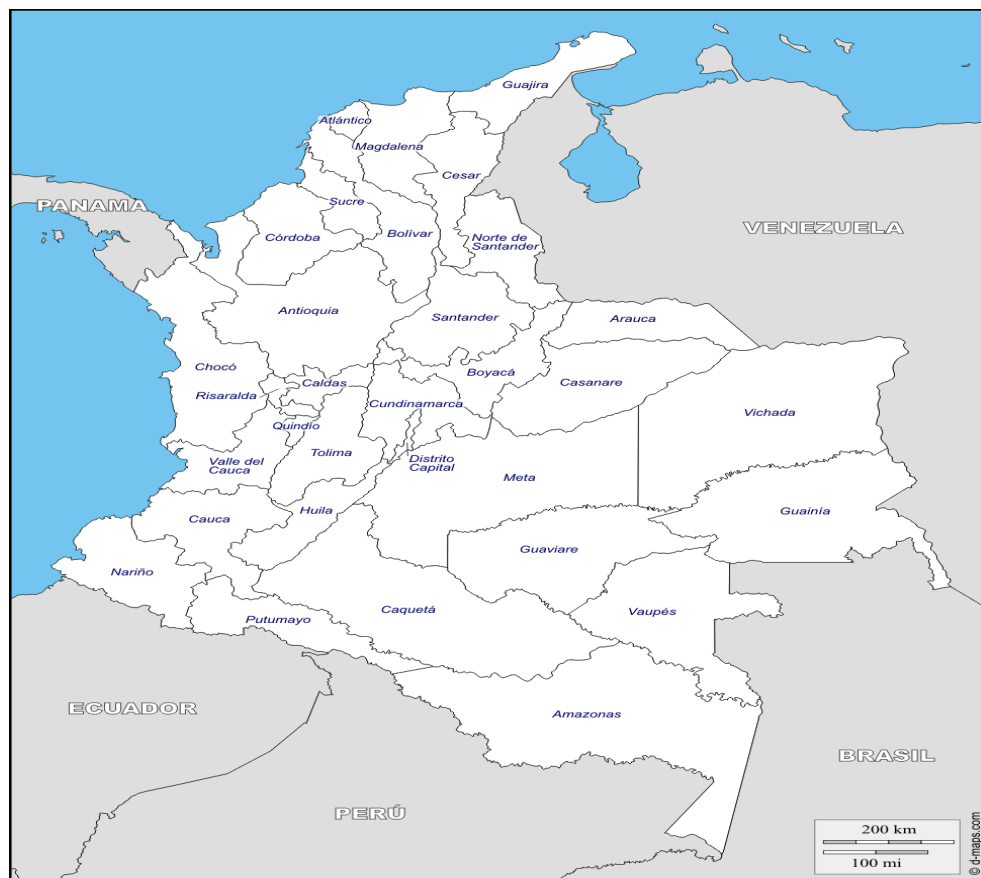 Guajira
Atlántico
Magdalena
Cesar
PANAMA
Sucre
VENEZUELA
Córdoba
Bolívar
Norte de
Santander
Antioquia
Santander
Arauca
Chocó
Boyacá
Caldas
Casanare
Risaralda
Cundinamarca
Vichada
Quindío
Tolima
Distrito
Capital
Valle del
Cauca
Meta
Huila
Guainía
Cauca
Guaviare
Nariño
Caquetá
Vaupés
Putumayo
ECUADOR
Amazonas
BRASIL
PERÚ
200 km
100 mi
© d-maps.com